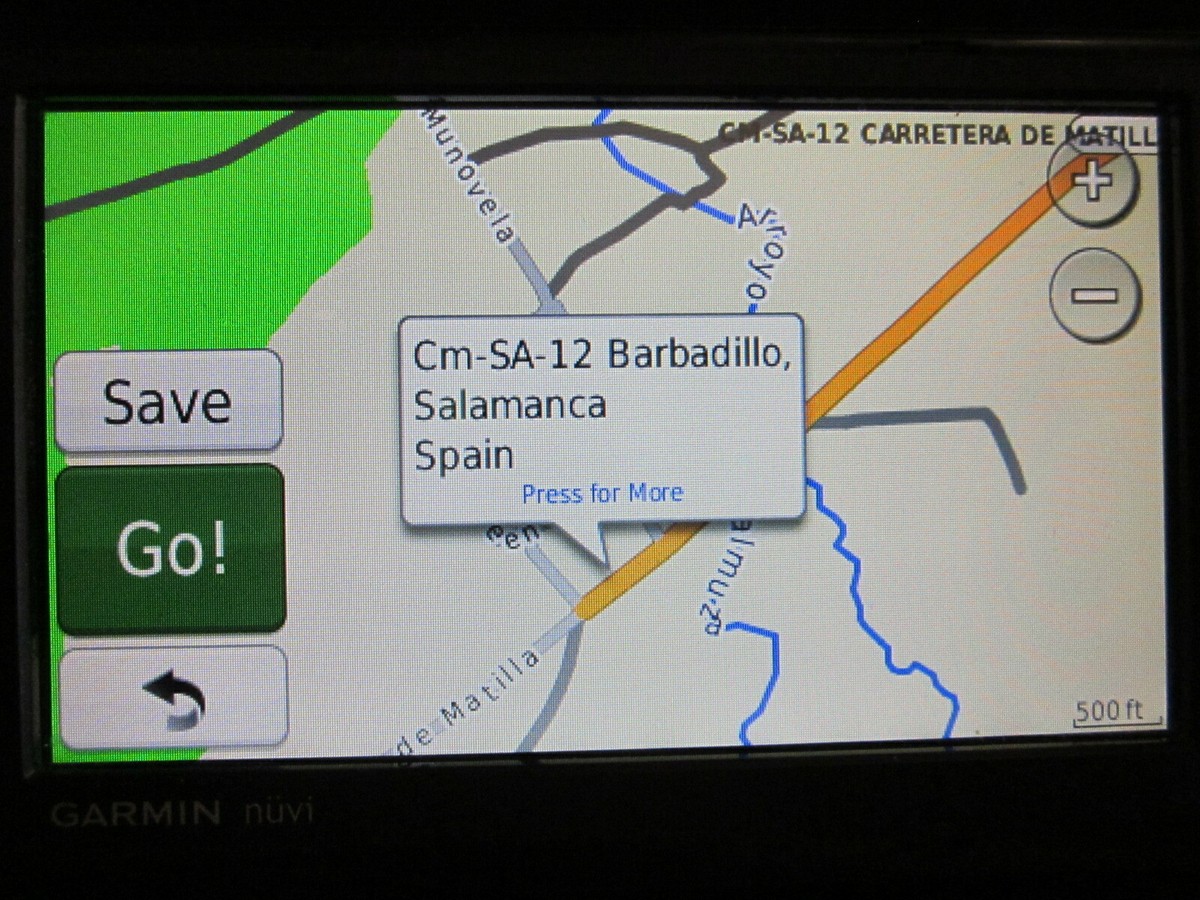 CM-SA-12 CARRETERA DE MATILL
Munovela
Arroyo
Cm-SA-12 Barbadillo,
Salamanca
Spain
Press for More
Save
Go!
de Matilla
500 ft
GARMIN nüvi